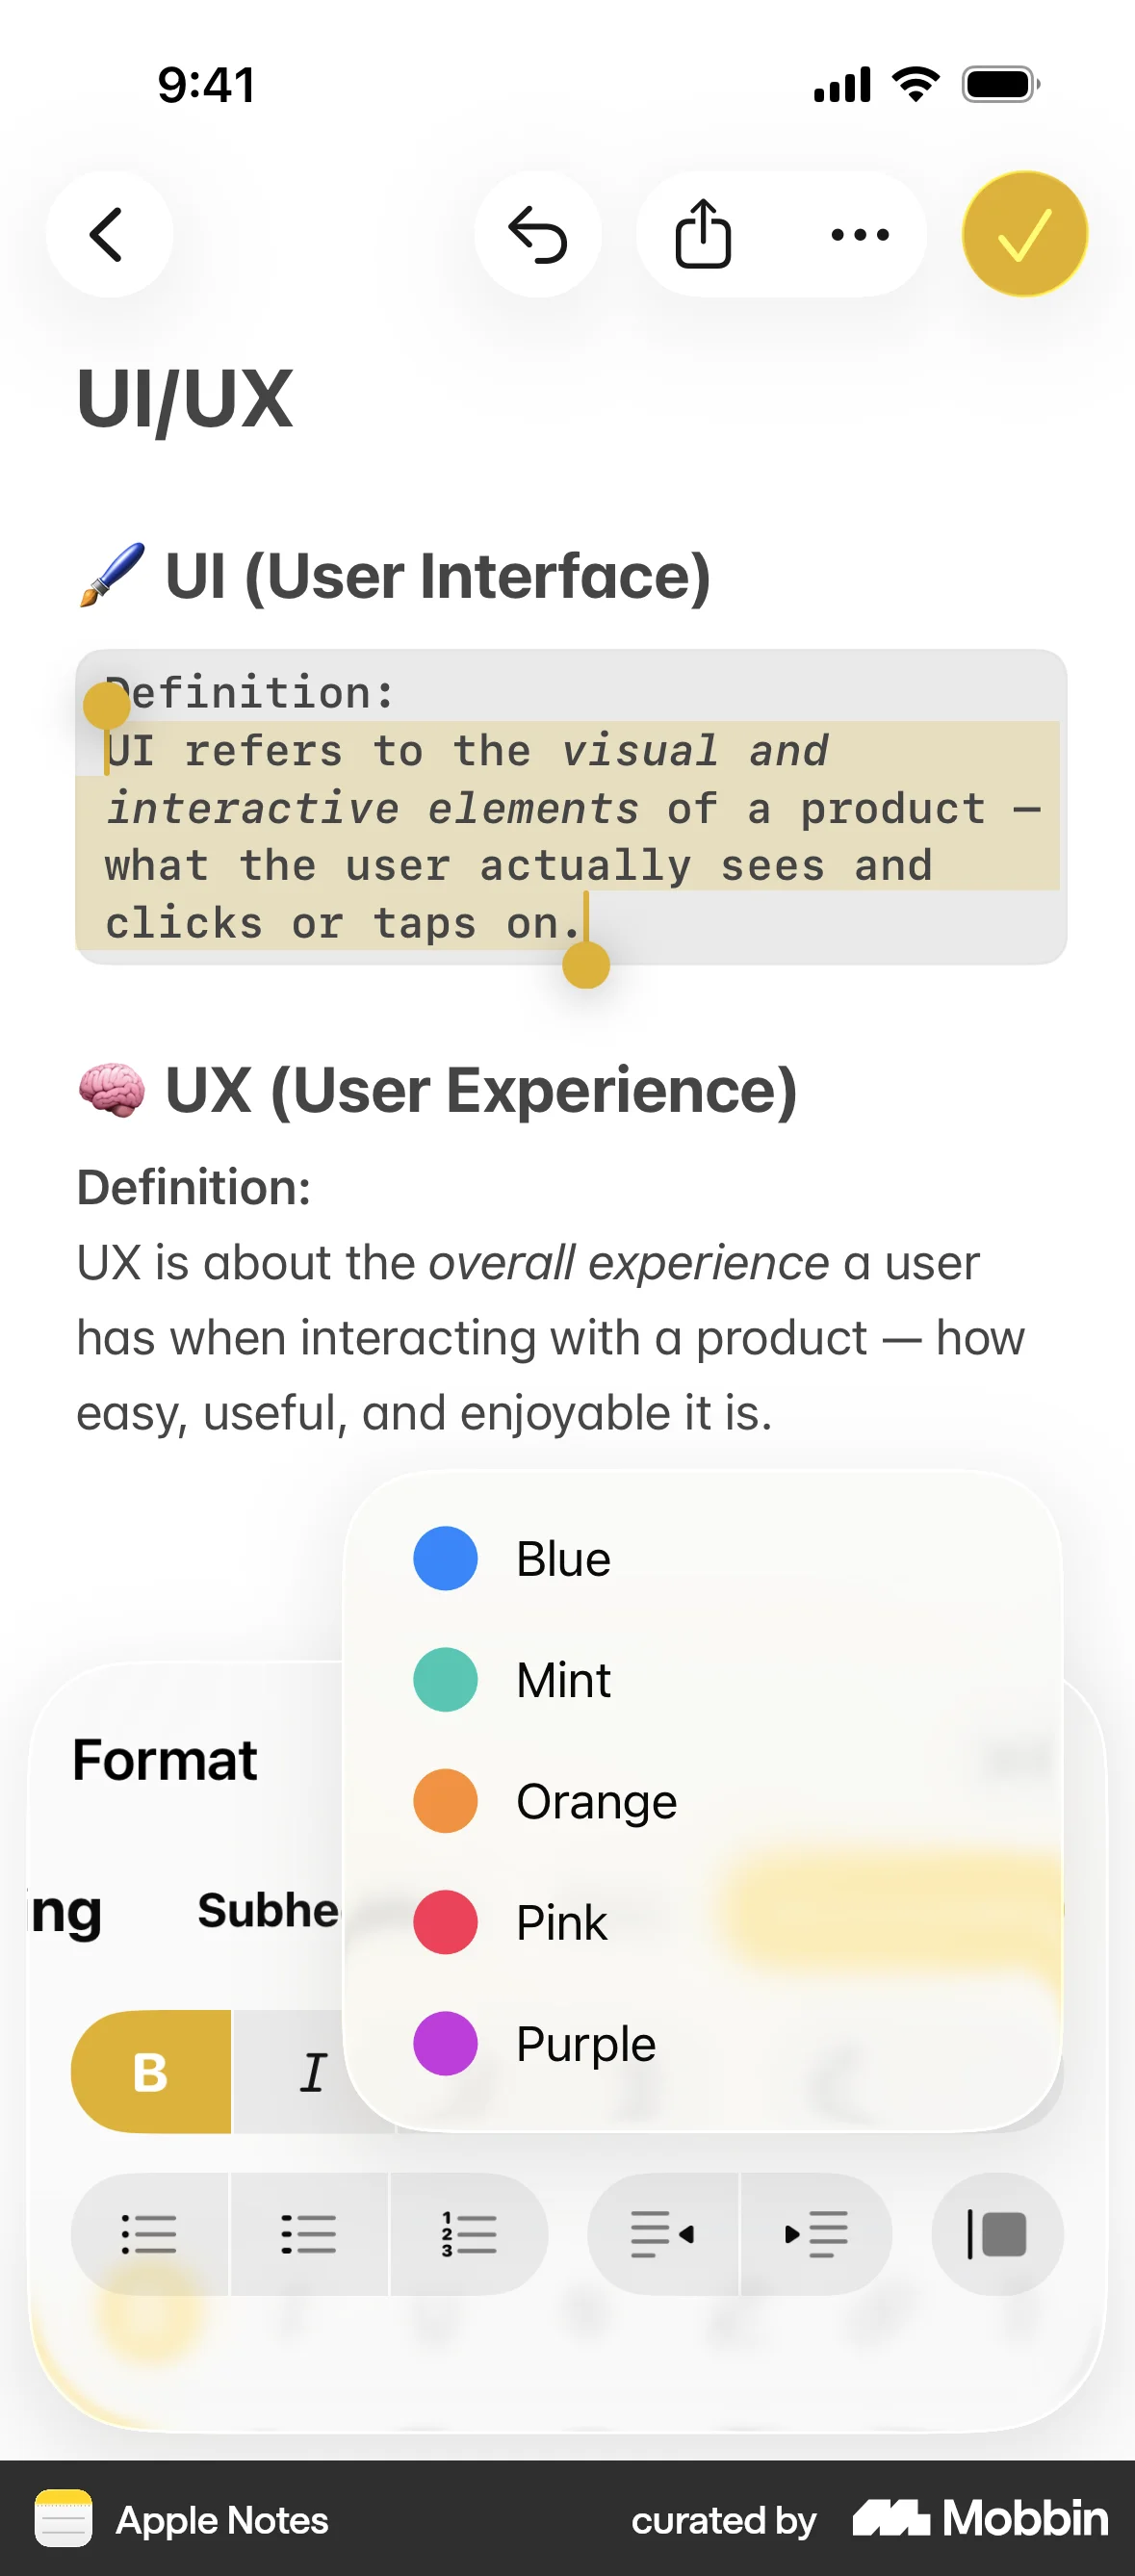 9:41
UI/UX
UI (User Interface)
Definition:
UI refers to the visual and
interactive elements of a product —
what the user actually sees and
clicks or taps on.
UX (User Experience)
Definition:
UX is about the overall experience a user
has when interacting with a product — how
easy, useful, and enjoyable it is.
Blue
Mint
Orange
Pink
Purple
Format
ing Subhe
B I
Apple Notes curated by Mobbin